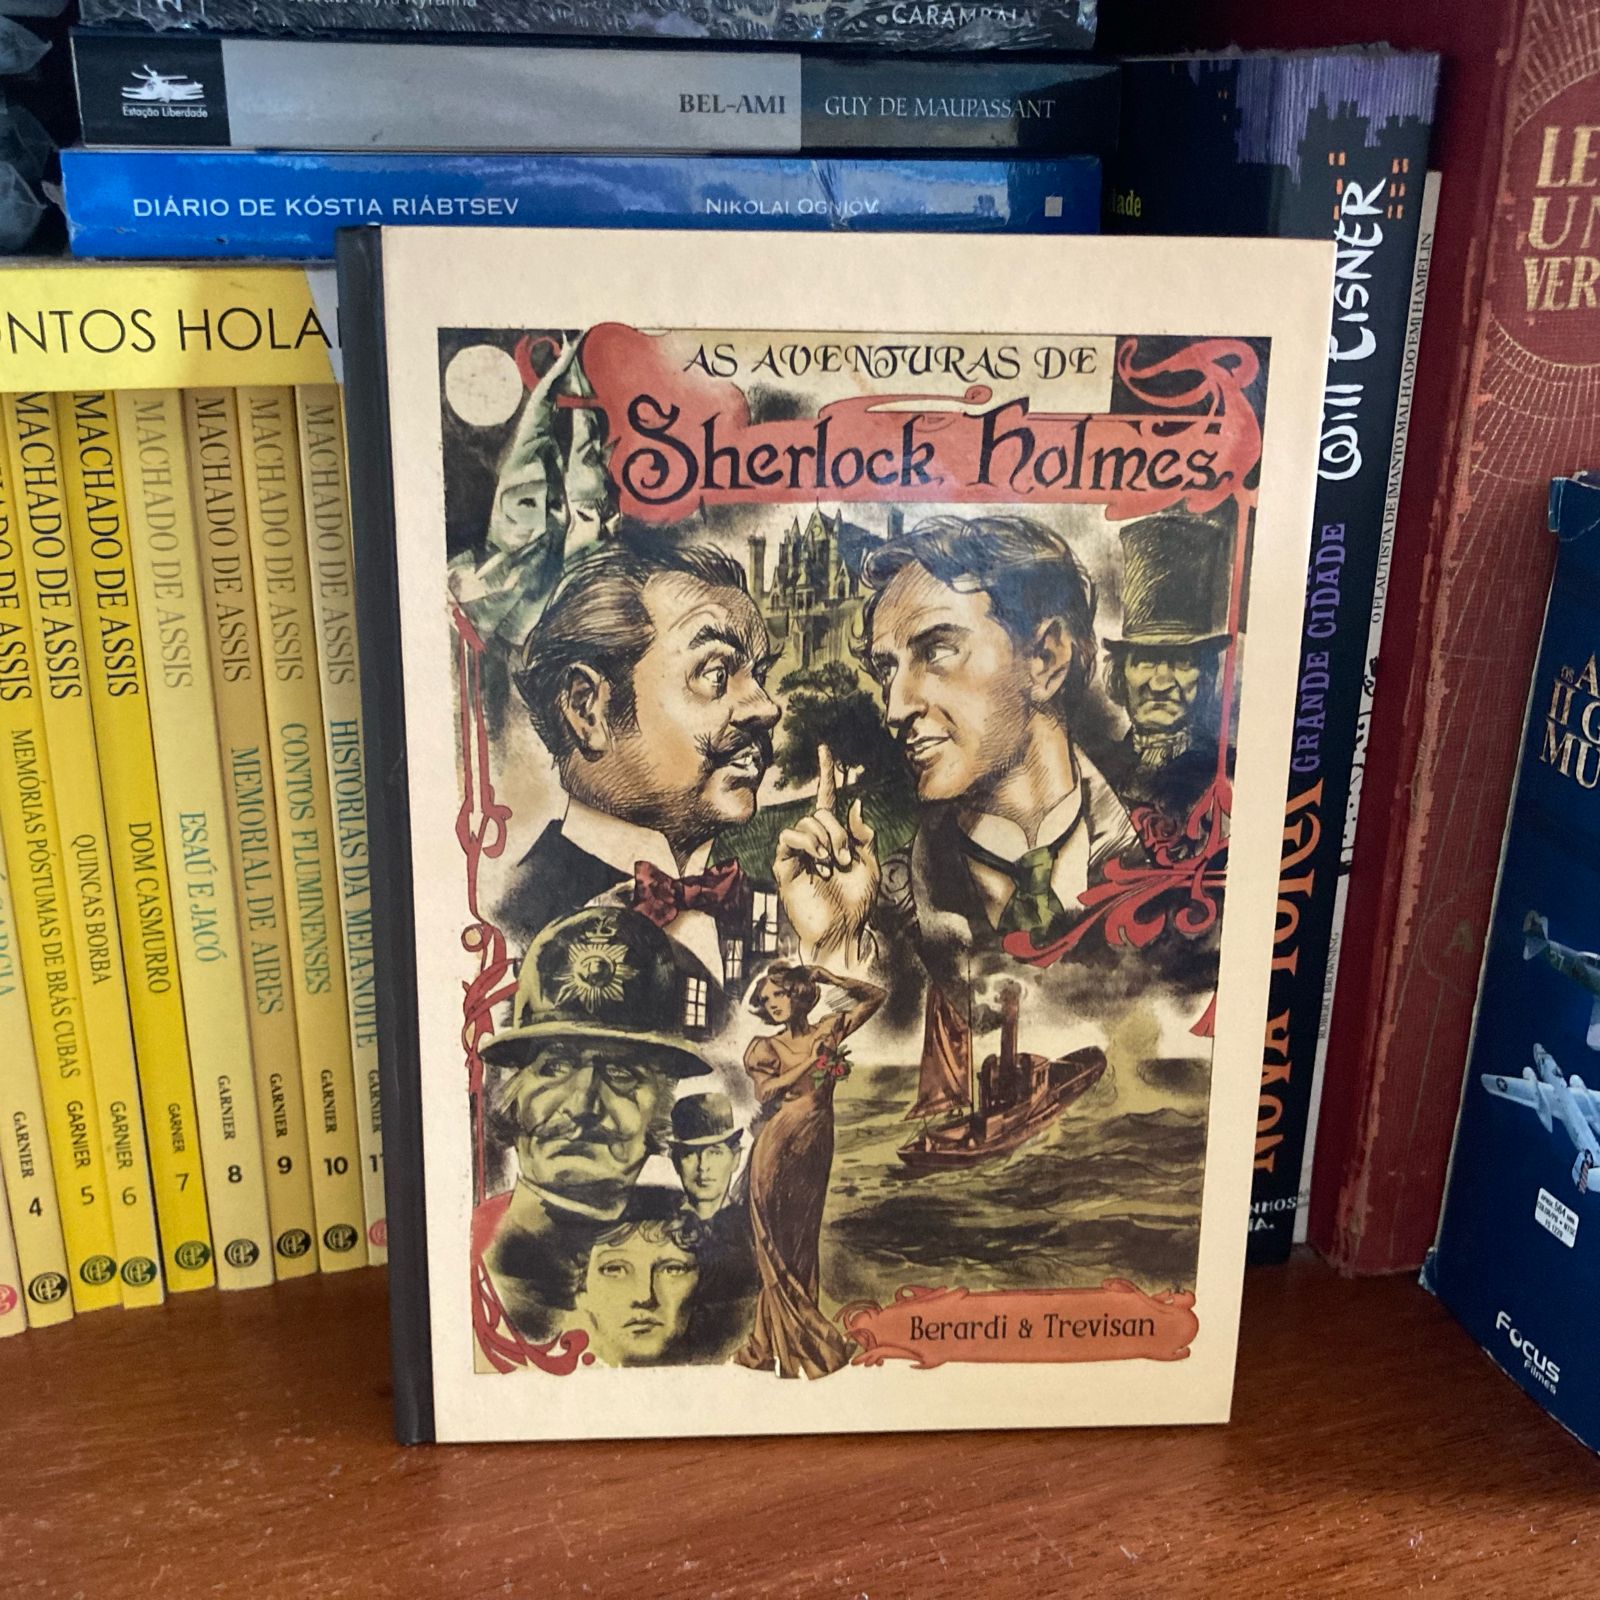 CARAMBAIA
Estação Liberdade
BEL-AMI
GUY DE MAUPASSANT
DIÁRIO DE KÓSTIA RIÁBTSEV
NIKOLAI OGNIÓV
AS AVENTURAS DE
Sherlock Holmes
Berardi & Trevisan
MACHADO DE ASSIS
MEMÓRIAS PÓSTUMAS DE BRÁS CUBAS
GARNIER
4
MACHADO DE ASSIS
QUINCAS BORBA
GARNIER
5
MACHADO DE ASSIS
DOM CASMURRO
GARNIER
6
MACHADO DE ASSIS
ESAÚ E JACÓ
GARNIER
7
MACHADO DE ASSIS
MEMORIAL DE AIRES
GARNIER
8
MACHADO DE ASSIS
CONTOS FLUMINENSES
GARNIER
9
MACHADO DE ASSIS
HISTÓRIAS DA MEIA-NOITE
GARNIER
10
GARNIER
WILL EISNER
NOVA YORK
GRANDE CIDADE
O FLAUTISTA DE MANTO MALHADO EM HAMELIN
ROBERT BROWNING
FOCUS
Filmes